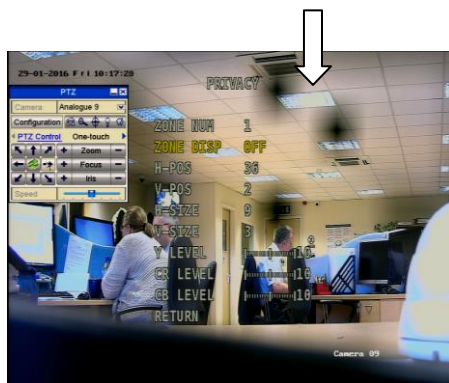 29-01-2016 Fri 10:17:28
PTZ
Camera Analogue 9
Configuration
PTZ Control One-touch
+ Zoom -
+ Focus -
+ Iris -
Speed
PRIVACY
ZONE NUM 1
ZONE DISP OFF
H-POS 36
V-POS 2
H-SIZE 9
V-SIZE 3
Y LEVEL 10
CR LEVEL 10
CB LEVEL 10
RETURN
Camera 09